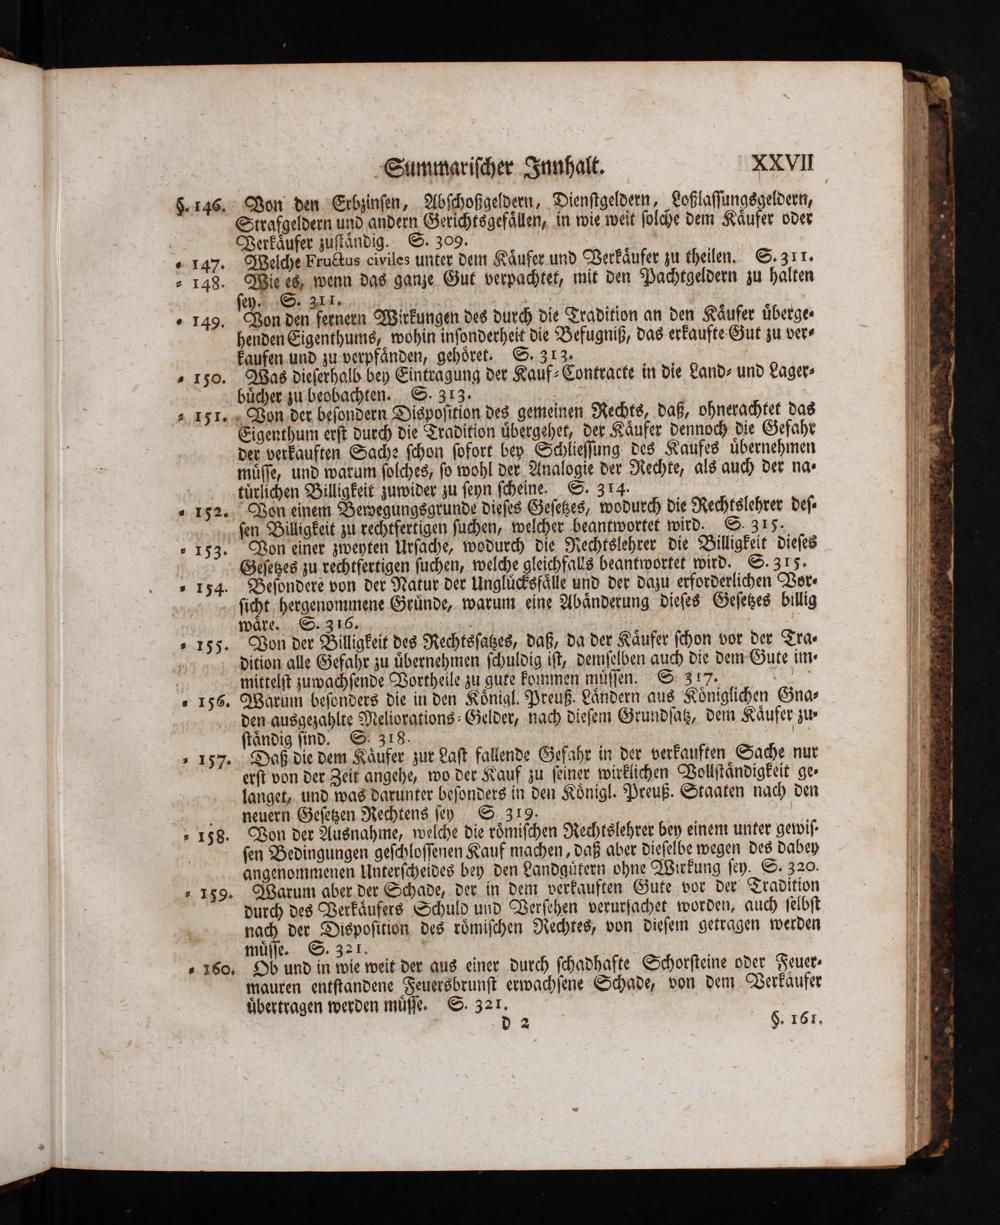 Summariſcher Innhalt. XXVII
§. 146. Von den Erbzinſen, Abſchoßgeldern, Dienſtgeldern, Loßlaſſungsgeldern,
Strafgeldern und andern Gerichtsgefällen, in wie weit ſolche dem Käufer oder
Verkäufer zuſtändig. S. 309.
⸗ 147. Welche Fructus civiles unter dem Käufer und Verkäufer zu theilen. S. 311.
⸗ 148. Wie es, wenn das ganze Gut verpachtet, mit den Pachtgeldern zu halten
ſey. S. 311.
⸗ 149. Von den fernern Wirkungen des durch die Tradition an den Käufer überge⸗
henden Eigenthums, wohin inſonderheit die Befugniß, das erkaufte Gut zu ver⸗
kaufen und zu verpfänden, gehöret. S. 313.
⸗ 150. Was dieſerhalb bey Eintragung der Kauf⸗Contracte in die Land⸗ und Lager⸗
bücher zu beobachten. S. 313.
⸗ 151. Von der beſondern Diſpoſition des gemeinen Rechts, daß, ohnerachtet das
Eigenthum erſt durch die Tradition übergehet, der Käufer dennoch die Gefahr
der verkauften Sache ſchon ſofort bey Schlieſſung des Kaufes übernehmen
müſſe, und warum ſolches, ſo wohl der Analogie der Rechte, als auch der na⸗
türlichen Billigkeit zuwider zu ſeyn ſcheine. S. 314.
⸗ 152. Von einem Bewegungsgrunde dieſes Geſetzes, wodurch die Rechtslehrer deſ⸗
ſen Billigkeit zu rechtfertigen ſuchen, welcher beantwortet wird. S. 315.
⸗ 153. Von einer zweyten Urſache, wodurch die Rechtslehrer die Billigkeit dieſes
Geſetzes zu rechtfertigen ſuchen, welche gleichfalls beantwortet wird. S. 315.
⸗ 154. Beſondere von der Natur der Unglücksfälle und der dazu erforderlichen Vor⸗
ſicht hergenommene Gründe, warum eine Abänderung dieſes Geſetzes billig
wäre. S. 316.
⸗ 155. Von der Billigkeit des Rechtsſatzes, daß, da der Käufer ſchon vor der Tra⸗
dition alle Gefahr zu übernehmen ſchuldig iſt, demſelben auch die dem Gute im⸗
mittelſt zuwachſende Vortheile zu gute kommen müſſen. S 317.
⸗ 156. Warum beſonders die in den Königl. Preuß. Ländern aus Königlichen Gna⸗
den ausgezahlte Meliorations⸗Gelder, nach dieſem Grundſatz, dem Käufer zu⸗
ſtändig ſind. S. 318.
⸗ 157. Daß die dem Käufer zur Laſt fallende Gefahr in der verkauften Sache nur
erſt von der Zeit angehe, wo der Kauf zu ſeiner wirklichen Vollſtändigkeit ge⸗
langet, und was darunter beſonders in den Königl. Preuß. Staaten nach den
neuern Geſetzen Rechtens ſey S 319.
⸗ 158. Von der Ausnahme, welche die römiſchen Rechtslehrer bey einem unter gewiſ⸗
ſen Bedingungen geſchloſſenen Kauf machen, daß aber dieſelbe wegen des dabey
angenommenen Unterſcheides bey den Landgütern ohne Wirkung ſey. S. 320.
⸗ 159. Warum aber der Schade, der in dem verkauften Gute vor der Tradition
durch des Verkäufers Schuld und Verſehen verurſachet worden, auch ſelbſt
nach der Diſpoſition des römiſchen Rechtes, von dieſem getragen werden
müſſe. S. 321.
⸗ 160. Ob und in wie weit der aus einer durch ſchadhafte Schorſteine oder Feuer⸗
mauren entſtandene Feuersbrunſt erwachſene Schade, von dem Verkäufer
übertragen werden müſſe. S. 321.
d 2 §. 161.